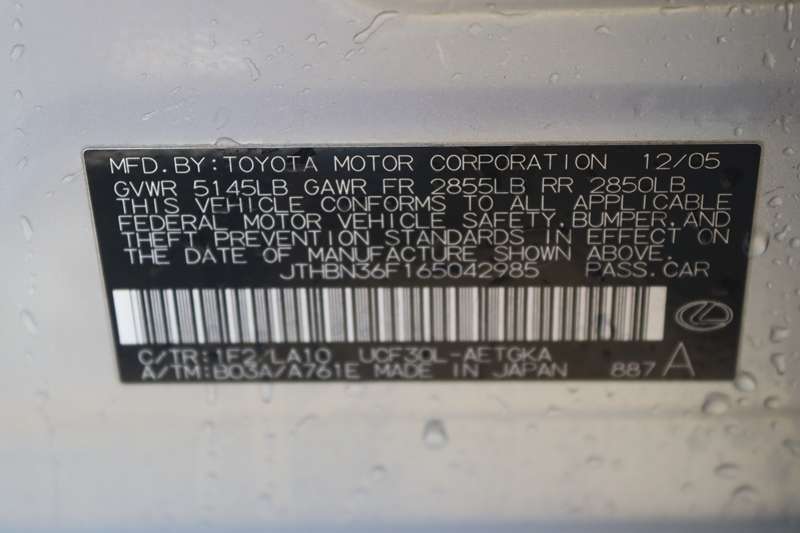 MFD. BY: TOYOTA MOTOR CORPORATION 12/05
GVWR 5145LB GAWR FR 2855LB RR 2850LB
THIS VEHICLE CONFORMS TO ALL APPLICABLE
FEDERAL MOTOR VEHICLE SAFETY, BUMPER, AND
THEFT PREVENTION STANDARDS IN EFFECT ON
THE DATE OF MANUFACTURE SHOWN ABOVE.
JTHBN36F165042985 PASS. CAR
C/TR: 1F2/LA10 UCF30L-AETGKA
A/TM: B03A/A761E MADE IN JAPAN 887 A